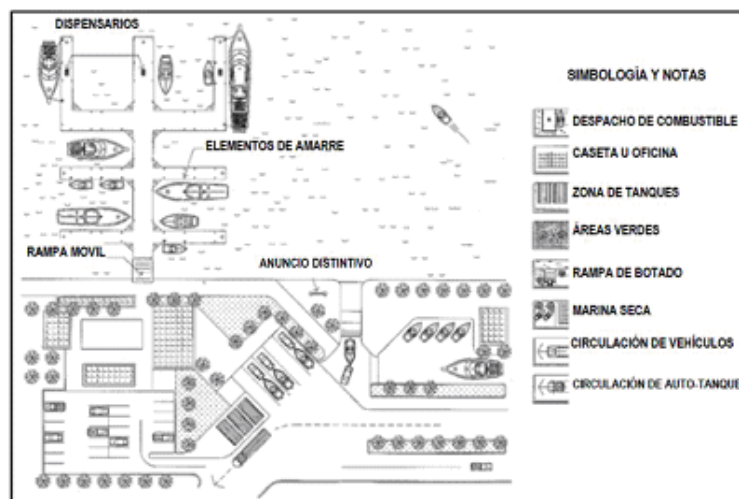 DISPENSARIOS
ELEMENTOS DE AMARRE
RAMPA MOVIL
ANUNCIO DISTINTIVO
SIMBOLOGÍA Y NOTAS
DESPACHO DE COMBUSTIBLE
CASETA U OFICINA
ZONA DE TANQUES
ÁREAS VERDES
RAMPA DE BOTADO
MARINA SECA
CIRCULACIÓN DE VEHÍCULOS
CIRCULACIÓN DE AUTO-TANQUE